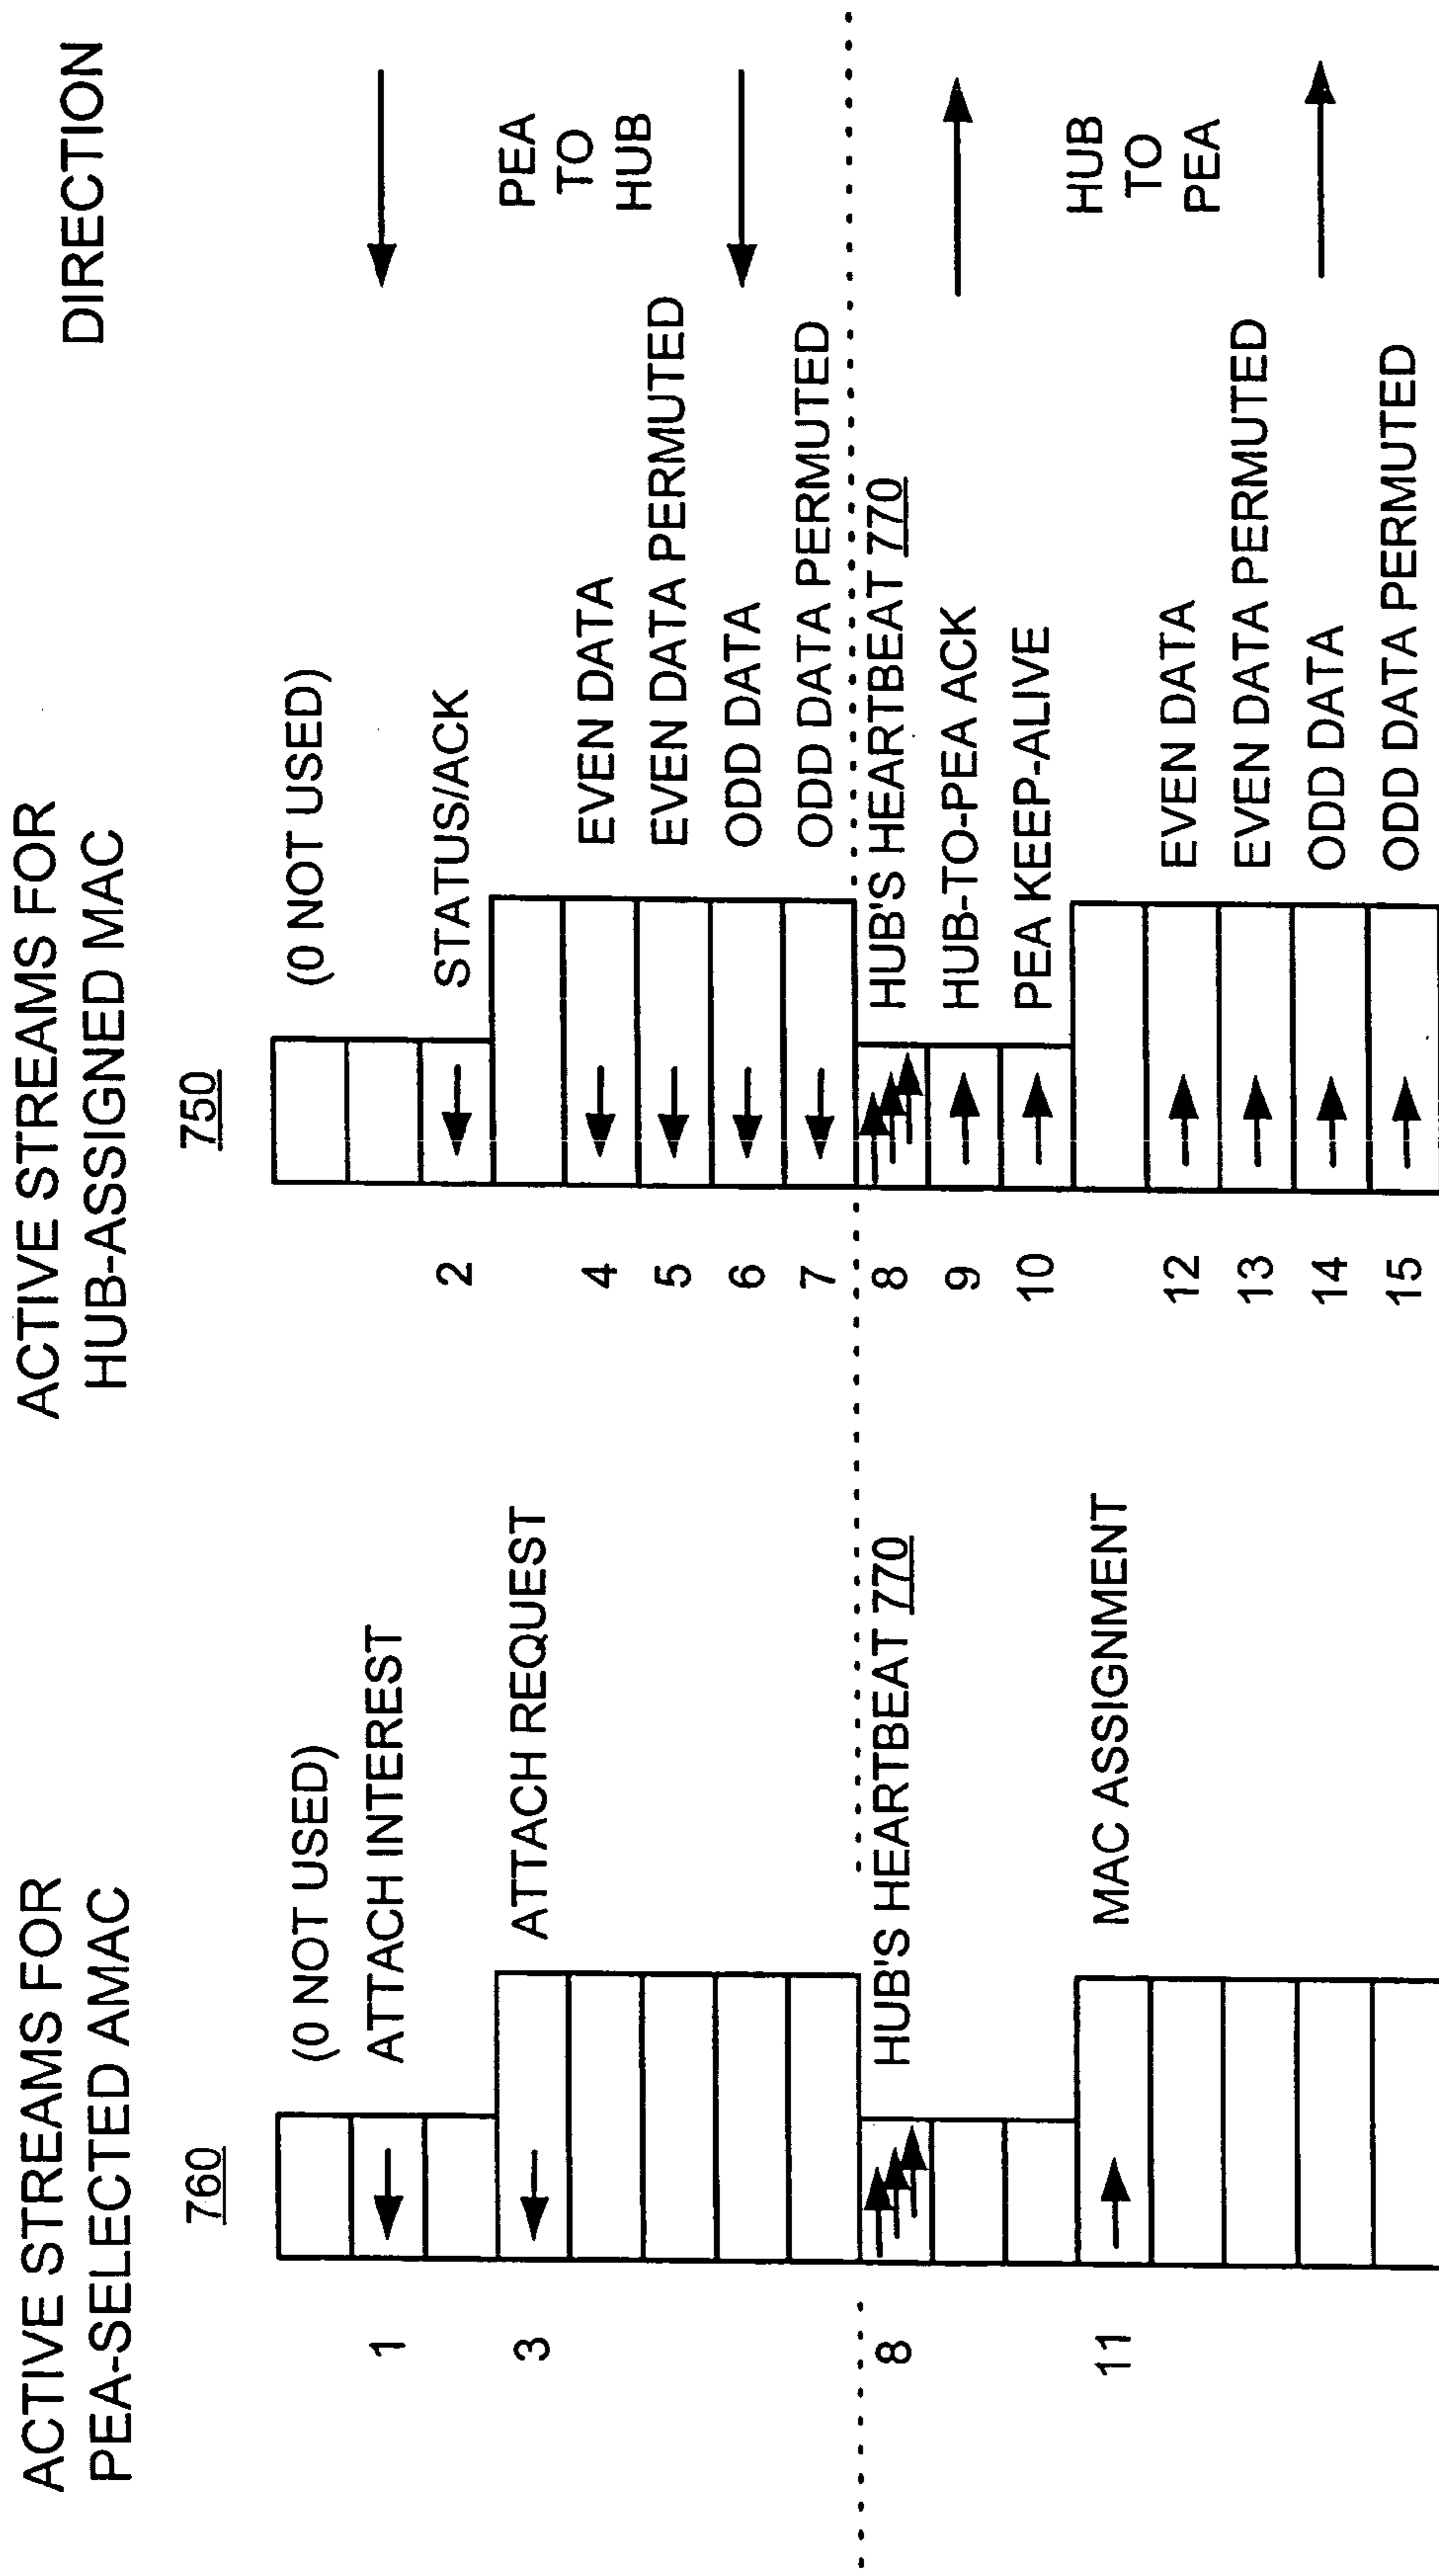 ACTIVE STREAMS FOR
PEA-SELECTED AMAC
760
(0 NOT USED)
1
ATTACH INTEREST
3
ATTACH REQUEST
8
HUB'S HEARTBEAT 770
11
MAC ASSIGNMENT
ACTIVE STREAMS FOR
HUB-ASSIGNED MAC
750
(0 NOT USED)
2
STATUS/ACK
4
EVEN DATA
5
EVEN DATA PERMUTED
6
ODD DATA
7
ODD DATA PERMUTED
8
HUB'S HEARTBEAT 770
9
HUB-TO-PEA ACK
10
PEA KEEP-ALIVE
12
EVEN DATA
13
EVEN DATA PERMUTED
14
ODD DATA
15
ODD DATA PERMUTED
DIRECTION
PEA
TO
HUB
HUB
TO
PEA